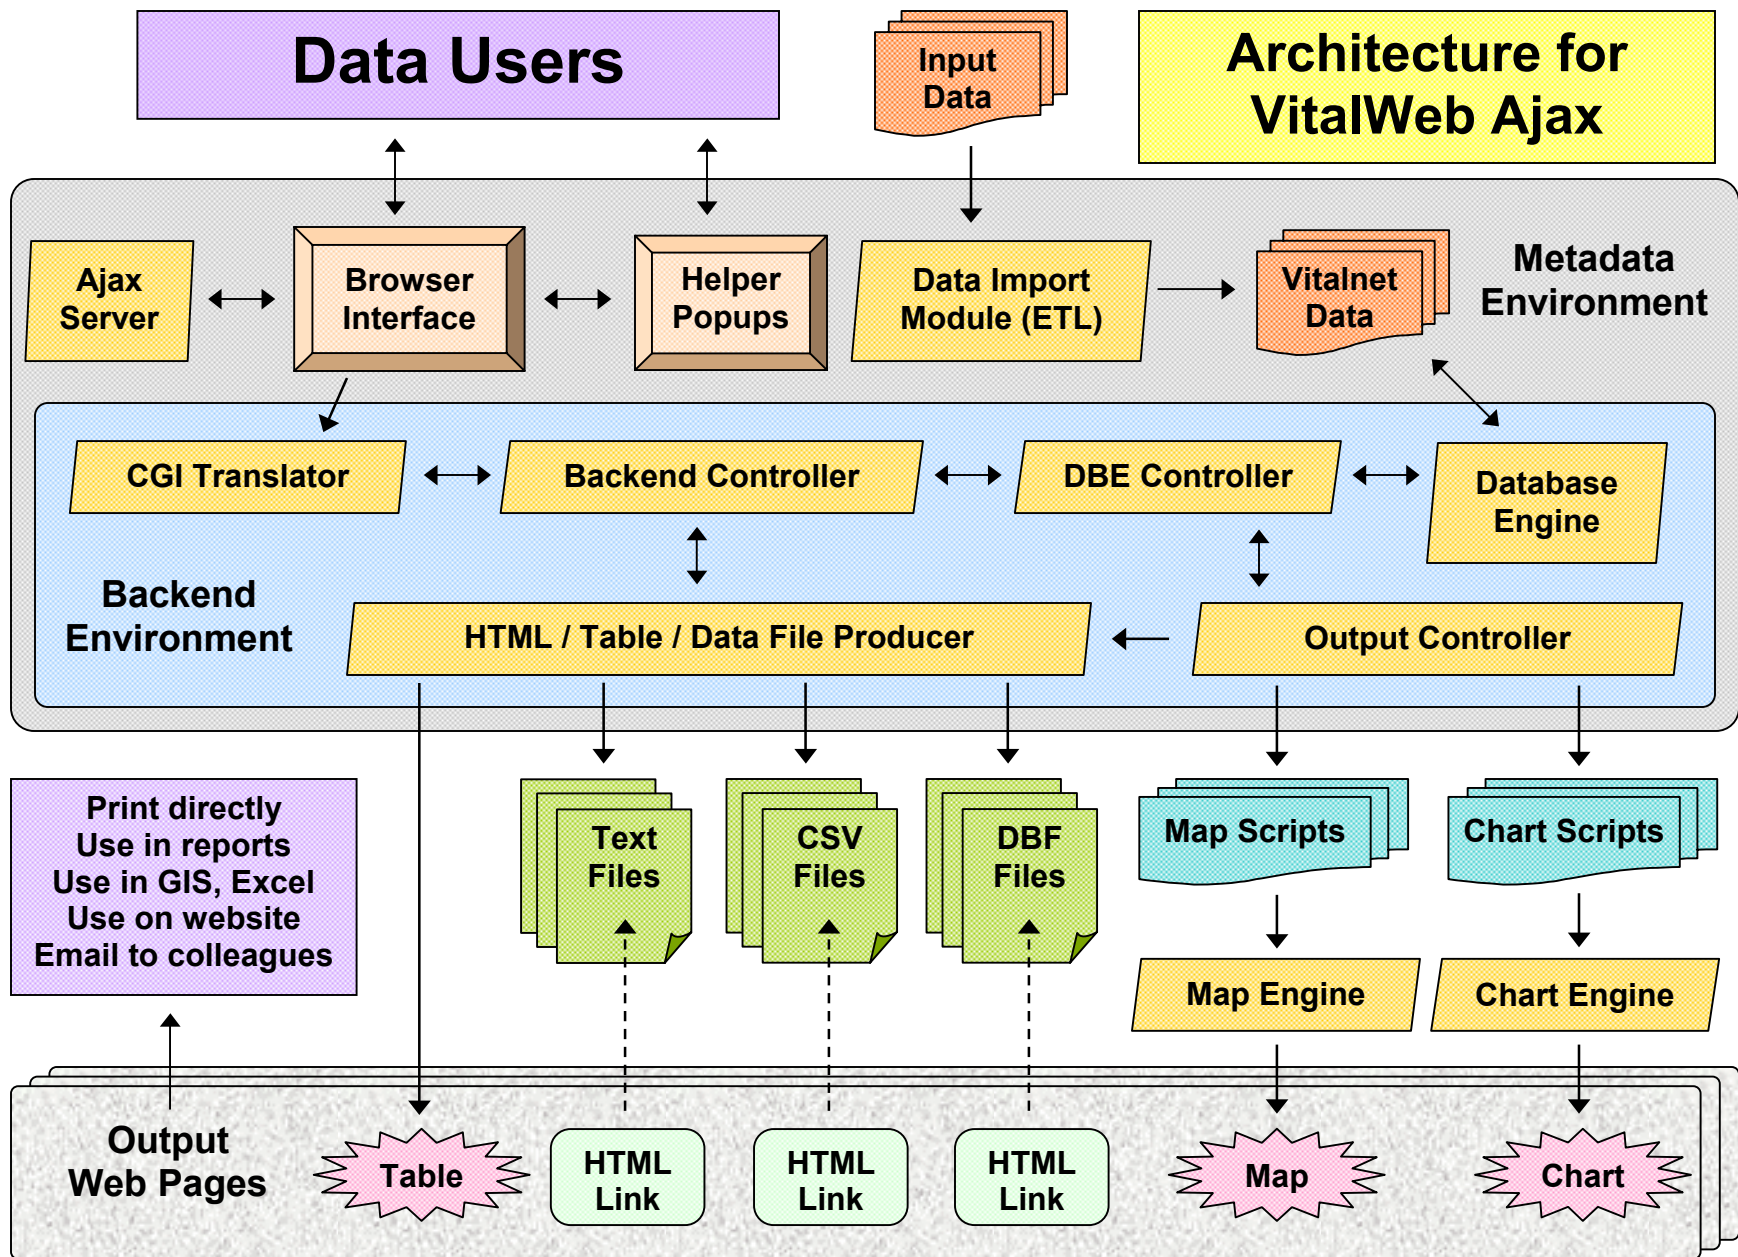 Data Users
Input
Data
Architecture for
VitalWeb Ajax
Ajax
Server
Browser
Interface
Helper
Popups
Data Import
Module (ETL)
Vitalnet
Data
Metadata
Environment
CGI Translator
Backend Controller
DBE Controller
Database
Engine
Backend
Environment
HTML / Table / Data File Producer
Output Controller
Print directly
Use in reports
Use in GIS, Excel
Use on website
Email to colleagues
Text
Files
CSV
Files
DBF
Files
Map Scripts
Chart Scripts
Map Engine
Chart Engine
Output
Web Pages
Table
HTML
Link
HTML
Link
HTML
Link
Map
Chart